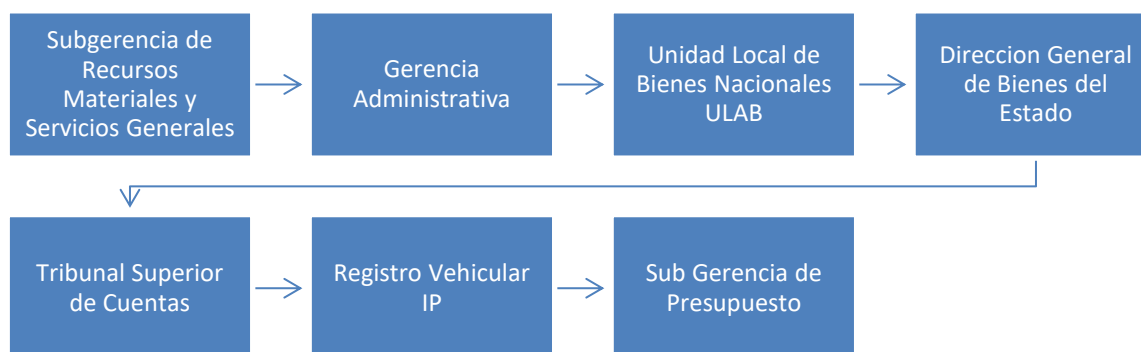 Subgerencia de
Recursos
Materiales y
Servicios Generales
Gerencia
Administrativa
Unidad Local de
Bienes Nacionales
ULAB
Direccion General
de Bienes del
Estado
Tribunal Superior
de Cuentas
Registro Vehicular
IP
Sub Gerencia de
Presupuesto